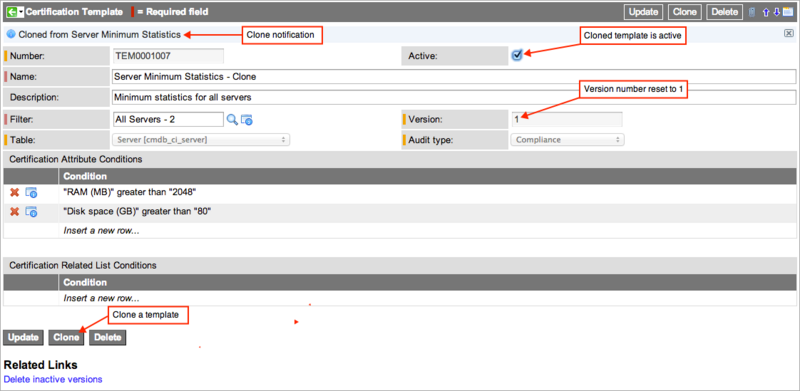 Certification Template = Required field Update Clone Delete
Cloned from Server Minimum Statistics Clone notification Cloned template is active
Number: TEM0001007 Active:
Name: Server Minimum Statistics - Clone
Description: Minimum statistics for all servers Version number reset to 1
Filter: All Servers - 2 Version: 1
Table: Server [cmdb_ci_server] Audit type: Compliance
Certification Attribute Conditions
Condition
"RAM (MB)" greater than "2048"
"Disk space (GB)" greater than "80"
Insert a new row...
Certification Related List Conditions
Condition
Insert a new row...
Clone a template
Update Clone Delete
Related Links
Delete inactive versions